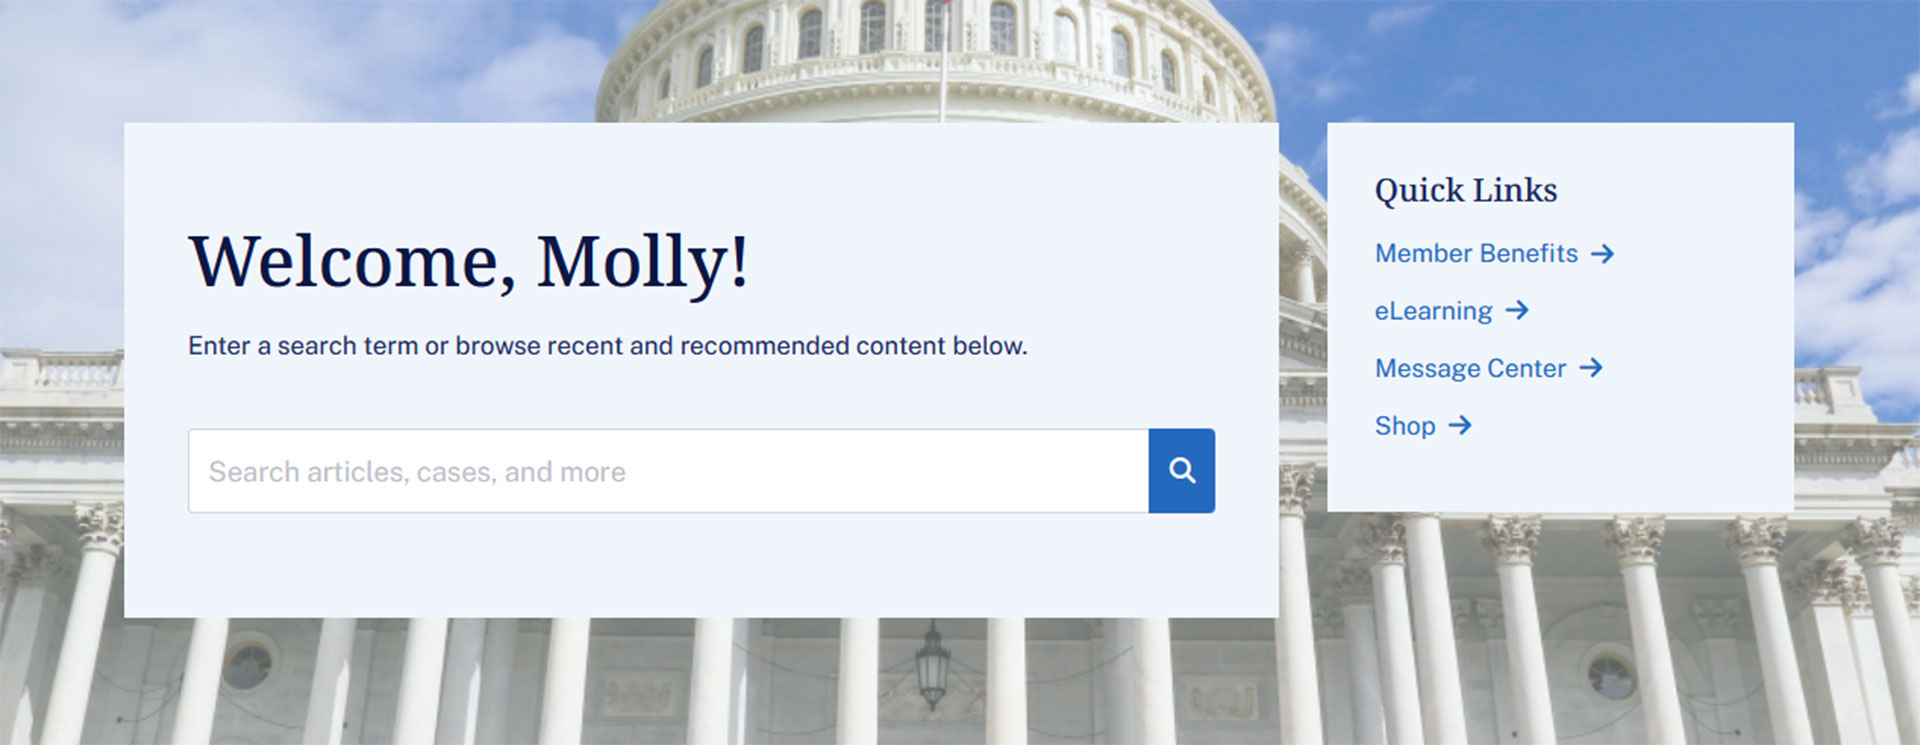 Welcome, Molly!
Enter a search term or browse recent and recommended content below.
Search articles, cases, and more
Quick Links
Member Benefits
eLearning
Message Center
Shop